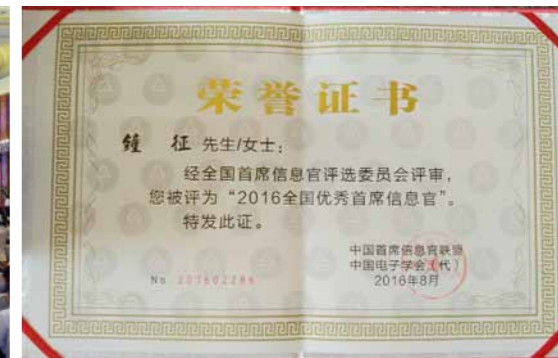 荣誉证书
锺 征 先生/女士：
经全国首席信息官评选委员会评审，
您被评为“2016全国优秀首席信息官”。
特发此证。
中国首席信息官联盟
中国电子学会（代）
2016年8月
No 201602286